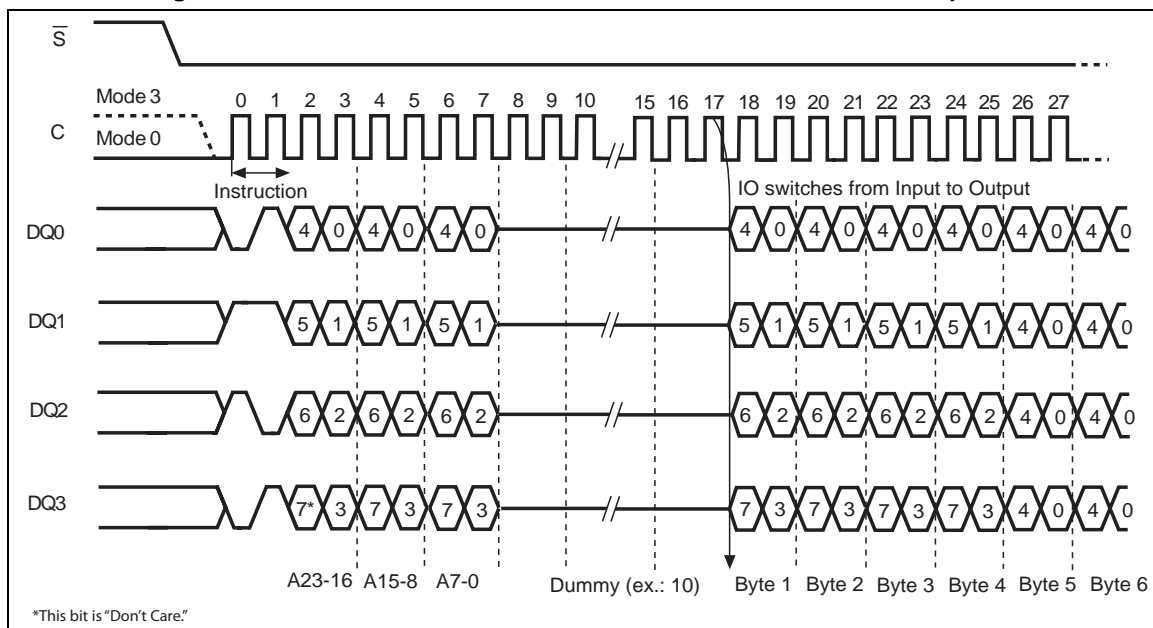 S
Mode 3
0 1 2 3 4 5 6 7 8 9 10 15 16 17 18 19 20 21 22 23 24 25 26 27
C
Mode 0
Instruction
IO switches from Input to Output
DQ0
4 0 4 0 4 0 4 0 4 0 4 0 4 0 4 0 4 0
DQ1
5 1 5 1 5 1 5 1 5 1 5 1 5 1 4 0 4 0
DQ2
6 2 6 2 6 2 6 2 6 2 6 2 6 2 4 0 4 0
DQ3
7* 3 7 3 7 3 7 3 7 3 7 3 7 3 4 0 4 0
A23-16 A15-8 A7-0 Dummy (ex.: 10) Byte 1 Byte 2 Byte 3 Byte 4 Byte 5 Byte 6
*This bit is "Don't Care."